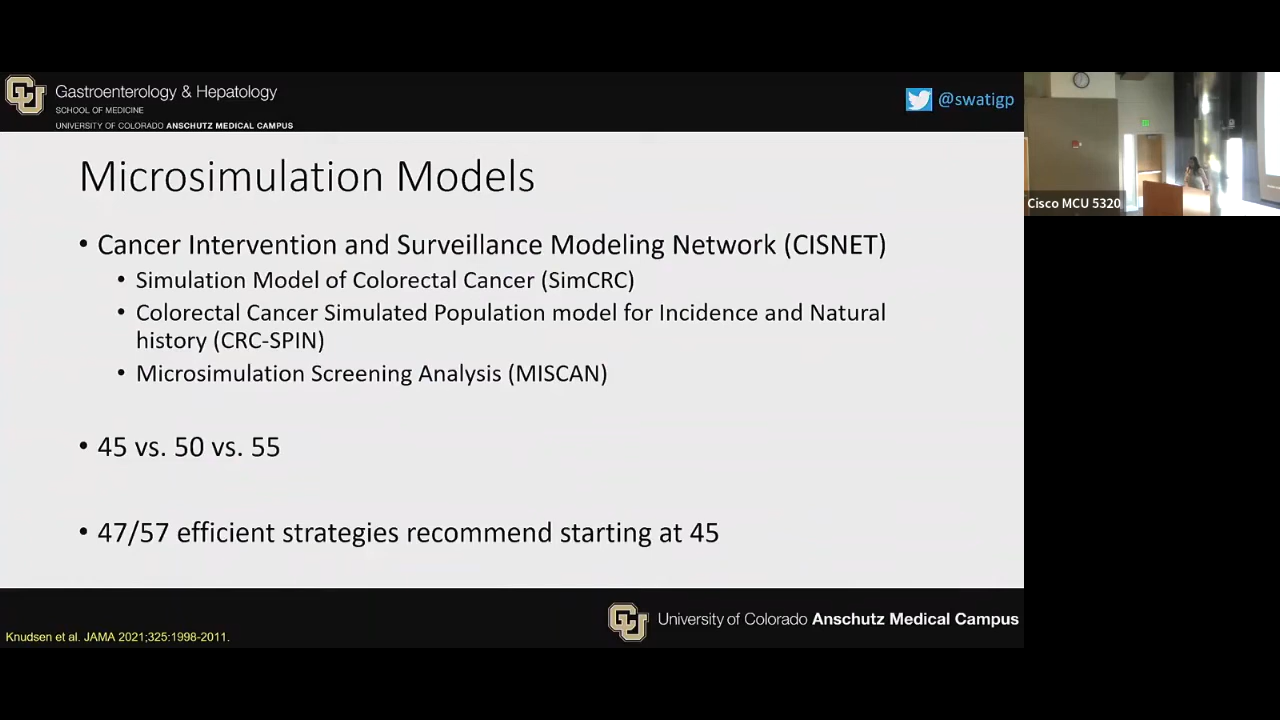 Gastroenterology & Hepatology
SCHOOL OF MEDICINE
UNIVERSITY OF COLORADO ANSCHUTZ MEDICAL CAMPUS
@swatigp
Cisco MCU 5320
Microsimulation Models
• Cancer Intervention and Surveillance Modeling Network (CISNET)
• Simulation Model of Colorectal Cancer (SimCRC)
• Colorectal Cancer Simulated Population model for Incidence and Natural
history (CRC-SPIN)
• Microsimulation Screening Analysis (MISCAN)
• 45 vs. 50 vs. 55
• 47/57 efficient strategies recommend starting at 45
Knudsen et al. JAMA 2021;325:1998-2011.
University of Colorado Anschutz Medical Campus